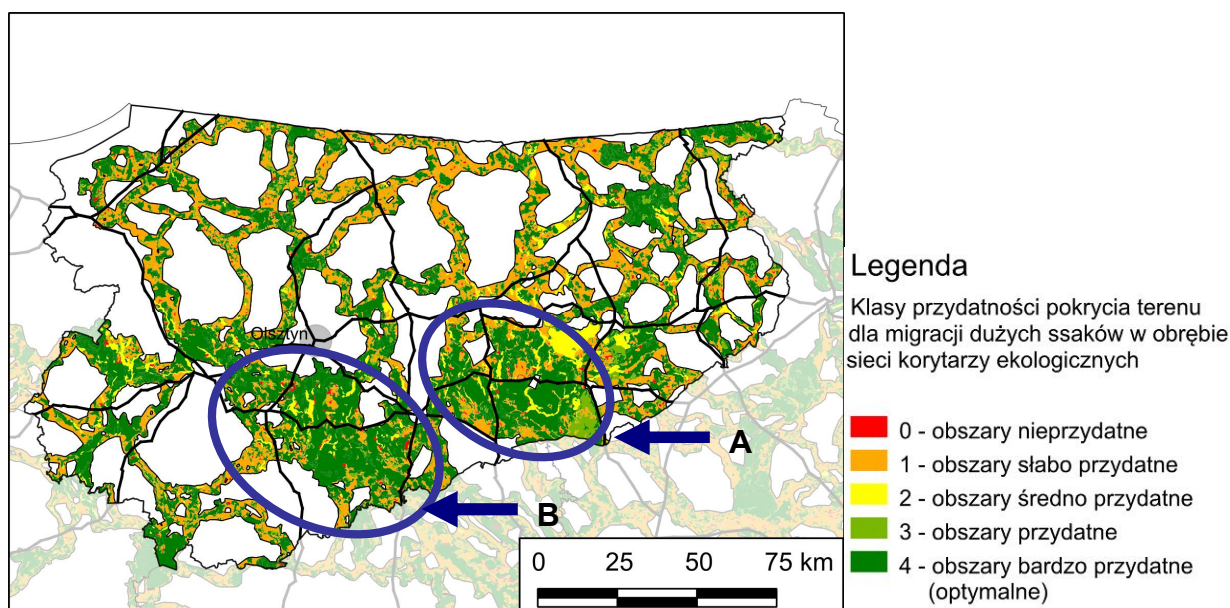 Olsztyn
A
B
0 25 50 75 km
Legenda
Klasy przydatności pokrycia terenu
dla migracji dużych ssaków w obrębie
sieci korytarzy ekologicznych
0 - obszary nieprzydatne
1 - obszary słabo przydatne
2 - obszary średno przydatne
3 - obszary przydatne
4 - obszary bardzo przydatne
(optymalne)